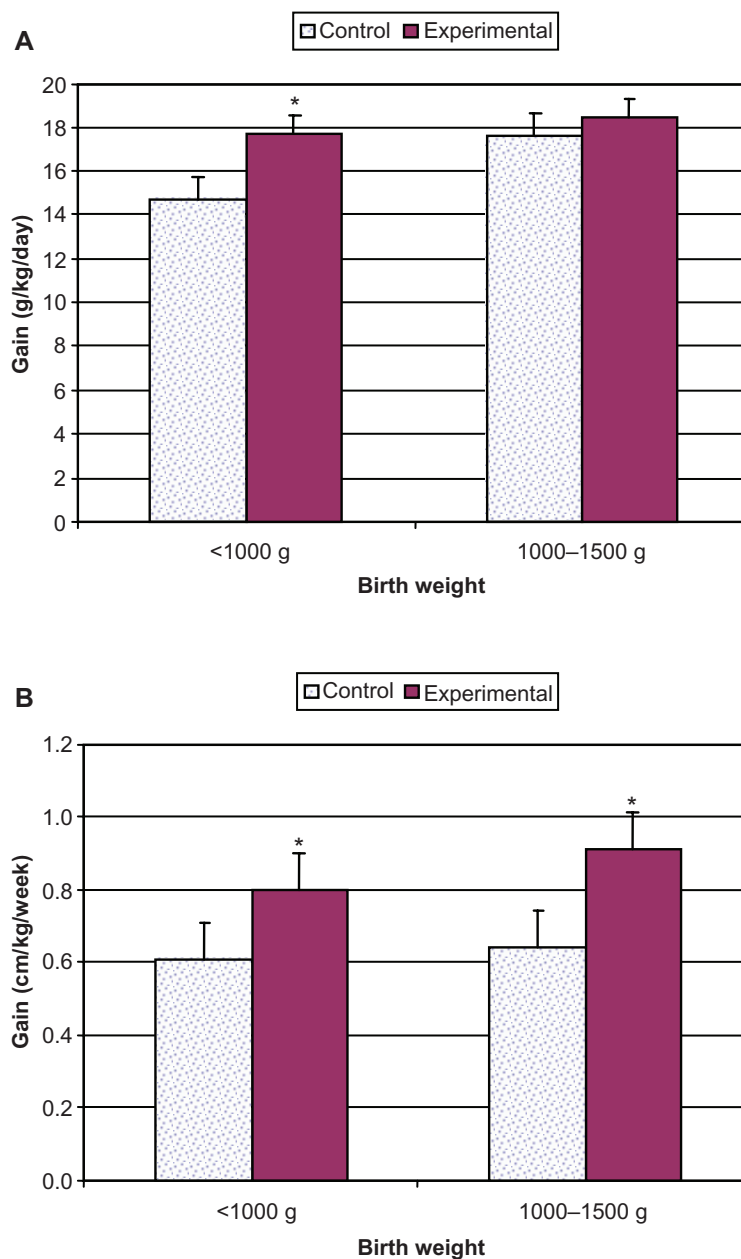 A
Control Experimental
20
18
16
14
12
10
8
6
4
2
0
Gain (g/kg/day)
*
<1000 g 1000–1500 g
Birth weight
B
Control Experimental
1.2
1.0
0.8
0.6
0.4
0.2
0.0
Gain (cm/kg/week)
*
*
<1000 g 1000–1500 g
Birth weight